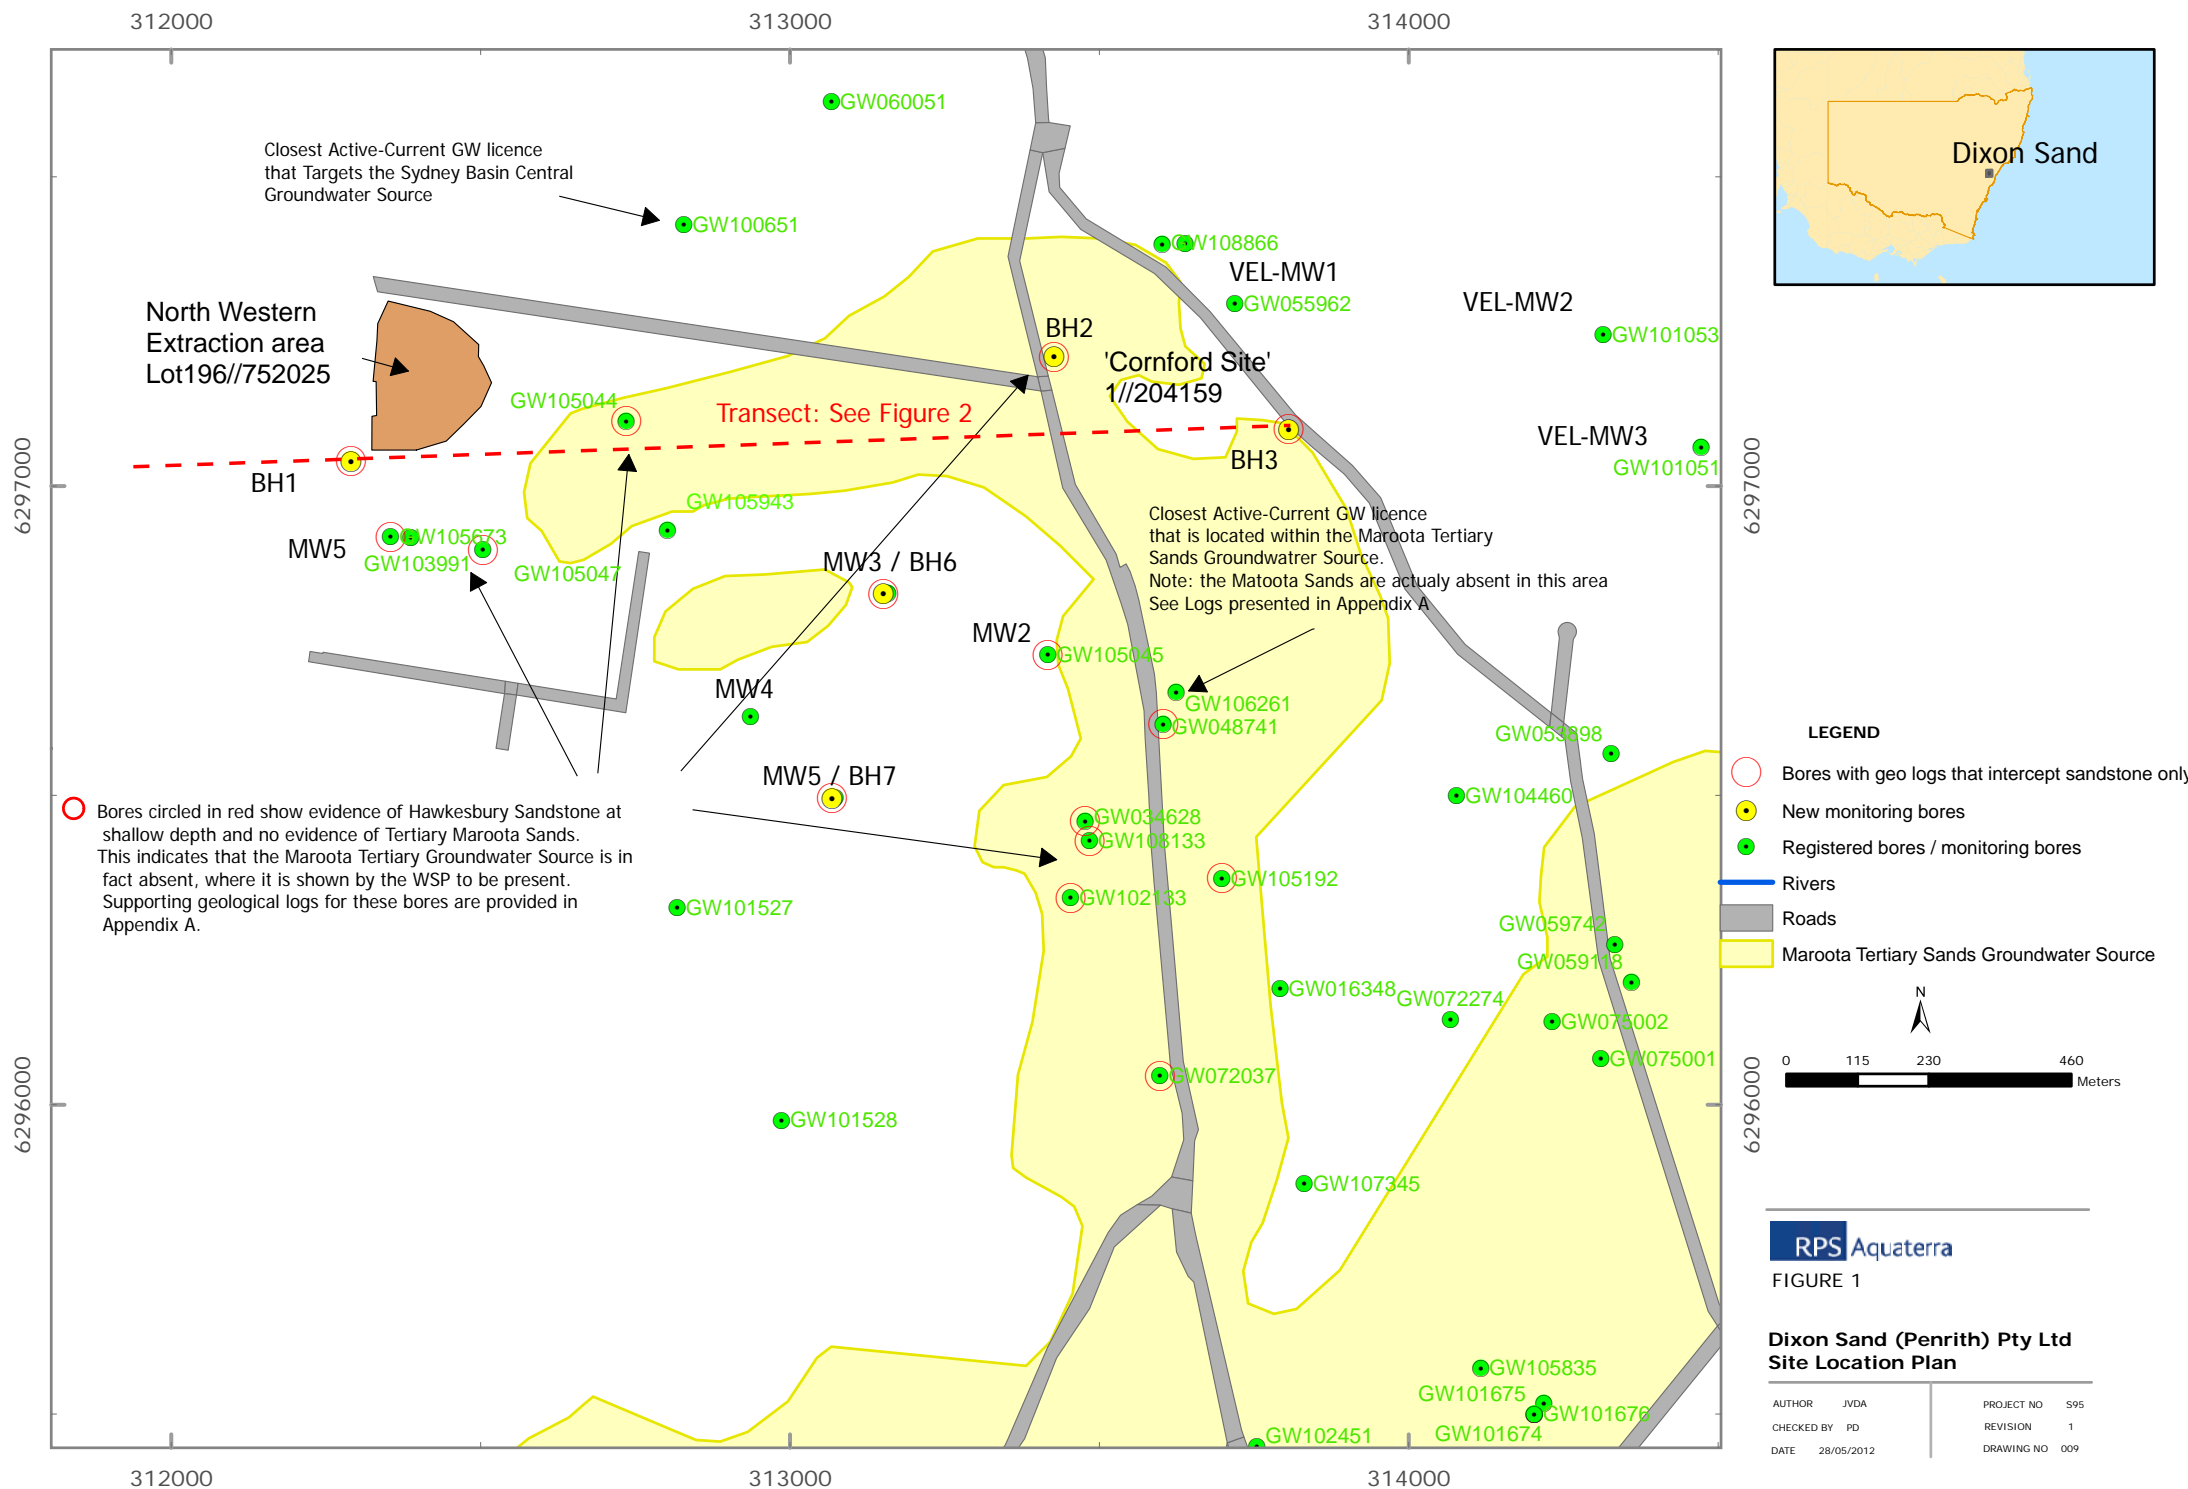 312000
313000
314000
GW060051
Closest Active-Current GW licence
that Targets the Sydney Basin Central
Groundwater Source
GW100651
GW108866
VEL-MW1
GW055962
VEL-MW2
GW101053
North Western
Extraction area
Lot196//752025
BH2
'Cornford Site'
1//204159
GW105044
Transect: See Figure 2
VEL-MW3
GW101051
BH1
BH3
6297000
6297000
GW105943
Closest Active-Current GW licence
that is located within the Maroota Tertiary
Sands Groundwatrer Source.
Note: the Matoota Sands are actualy absent in this area
See Logs presented in Appendix A
MW5
GW105673
GW103991
GW105047
MW3 / BH6
MW2
GW105045
MW4
GW106261
GW048741
GW053898
MW5 / BH7
GW104460
Bores circled in red show evidence of Hawkesbury Sandstone at
shallow depth and no evidence of Tertiary Maroota Sands.
This indicates that the Maroota Tertiary Groundwater Source is in
fact absent, where it is shown by the WSP to be present.
Supporting geological logs for these bores are provided in
Appendix A.
GW034628
GW108133
GW105192
GW102133
GW101527
GW059742
GW059118
GW016348
GW072274
GW075002
GW075001
GW072037
6296000
6296000
GW101528
GW107345
GW105835
GW101675
GW101676
GW101674
GW102451
312000
313000
314000
Dixon Sand
LEGEND
Bores with geo logs that intercept sandstone only
New monitoring bores
Registered bores / monitoring bores
Rivers
Roads
Maroota Tertiary Sands Groundwater Source
N
0 115 230 460
Meters
RPS Aquaterra
FIGURE 1
Dixon Sand (Penrith) Pty Ltd
Site Location Plan
AUTHOR JVDA
CHECKED BY PD
DATE 28/05/2012
PROJECT NO S95
REVISION 1
DRAWING NO 009